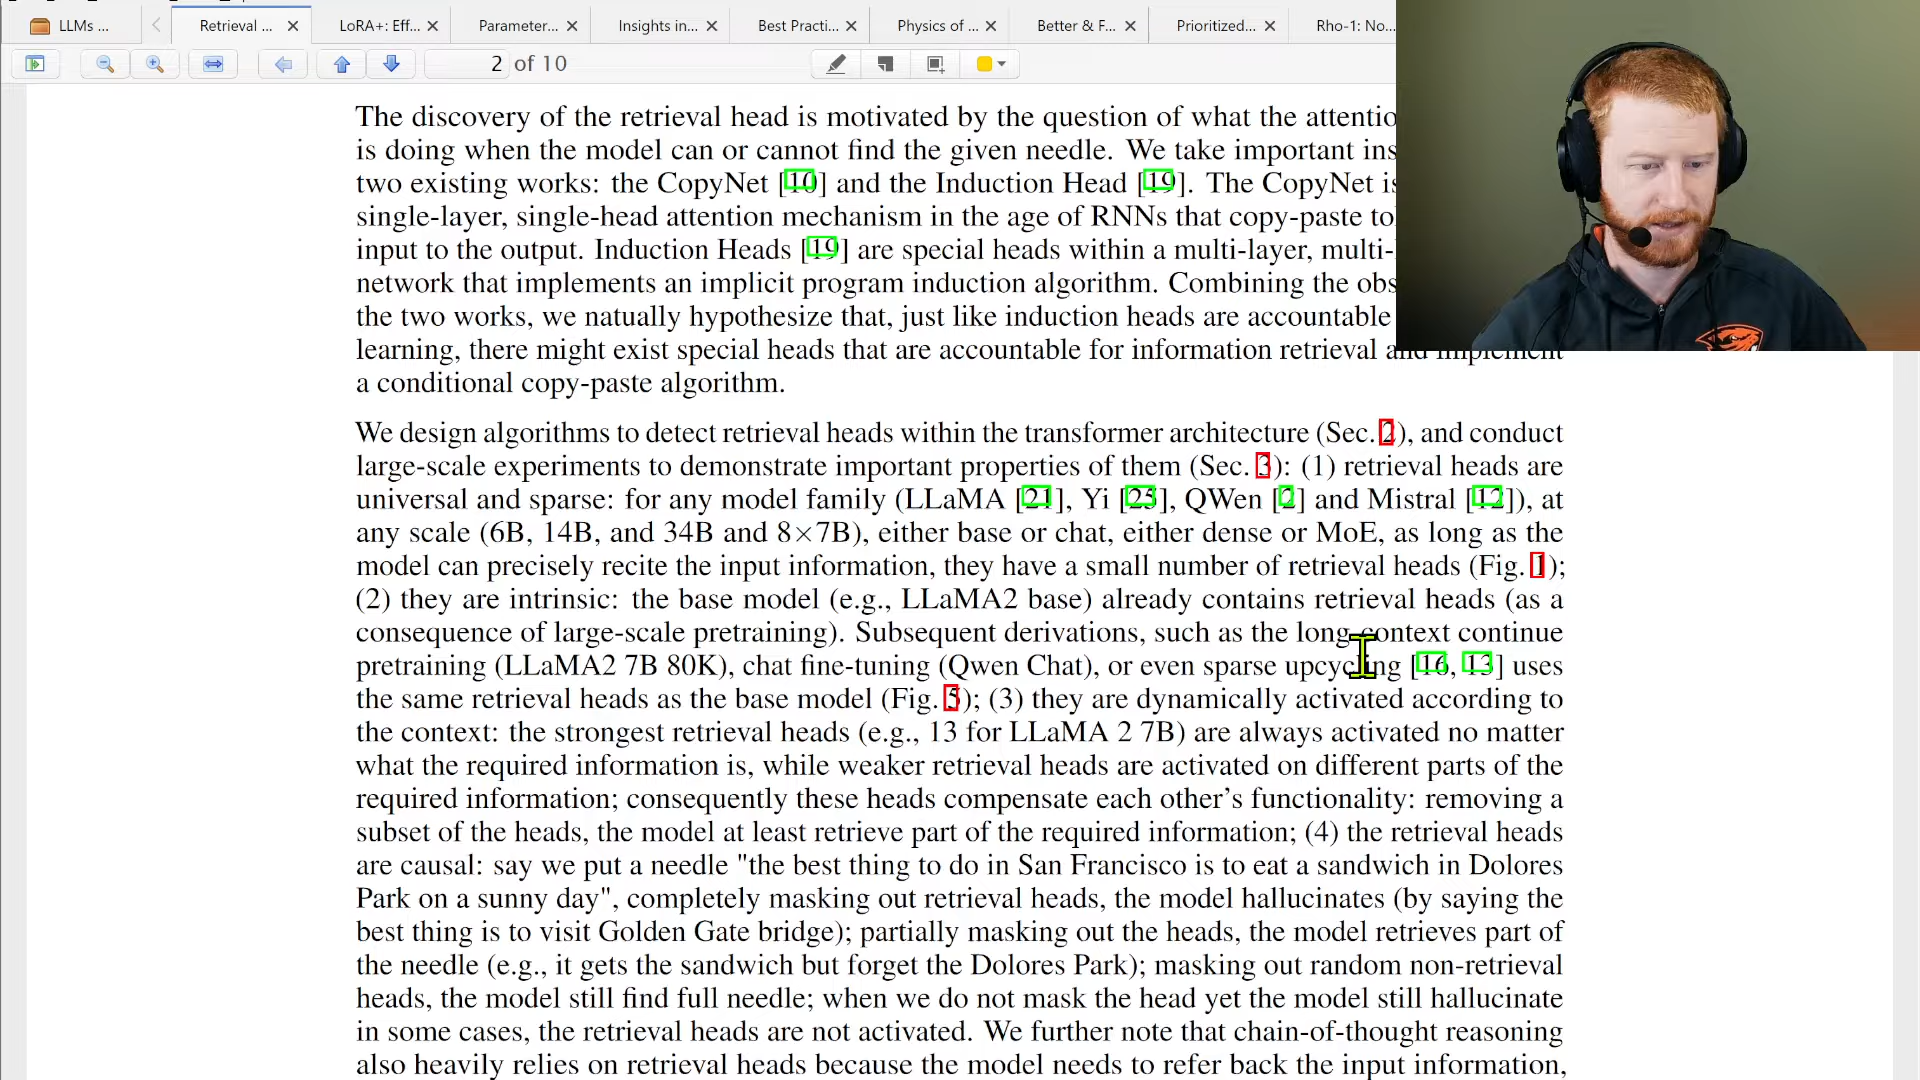 LLMs ...
Retrieval ...
LoRA+: Eff...
Parameter...
Insights in...
Best Practi...
Physics of ...
Better & F...
Prioritized...
Rho-1: No...
2 of 10
The discovery of the retrieval head is motivated by the question of what the attentio
is doing when the model can or cannot find the given needle. We take important ins
two existing works: the CopyNet [10] and the Induction Head [19]. The CopyNet is
single-layer, single-head attention mechanism in the age of RNNs that copy-paste to
input to the output. Induction Heads [19] are special heads within a multi-layer, multi-
network that implements an implicit program induction algorithm. Combining the obs
the two works, we natually hypothesize that, just like induction heads are accountable
learning, there might exist special heads that are accountable for information retrieval and implement
a conditional copy-paste algorithm.
We design algorithms to detect retrieval heads within the transformer architecture (Sec. 2), and conduct
large-scale experiments to demonstrate important properties of them (Sec. 3): (1) retrieval heads are
universal and sparse: for any model family (LLaMA [21], Yi [25], QWen [2] and Mistral [12]), at
any scale (6B, 14B, and 34B and 8×7B), either base or chat, either dense or MoE, as long as the
model can precisely recite the input information, they have a small number of retrieval heads (Fig. 1);
(2) they are intrinsic: the base model (e.g., LLaMA2 base) already contains retrieval heads (as a
consequence of large-scale pretraining). Subsequent derivations, such as the long-context continue
pretraining (LLaMA2 7B 80K), chat fine-tuning (Qwen Chat), or even sparse upcycling [16, 13] uses
the same retrieval heads as the base model (Fig. 5); (3) they are dynamically activated according to
the context: the strongest retrieval heads (e.g., 13 for LLaMA 2 7B) are always activated no matter
what the required information is, while weaker retrieval heads are activated on different parts of the
required information; consequently these heads compensate each other's functionality: removing a
subset of the heads, the model at least retrieve part of the required information; (4) the retrieval heads
are causal: say we put a needle "the best thing to do in San Francisco is to eat a sandwich in Dolores
Park on a sunny day", completely masking out retrieval heads, the model hallucinates (by saying the
best thing is to visit Golden Gate bridge); partially masking out the heads, the model retrieves part of
the needle (e.g., it gets the sandwich but forget the Dolores Park); masking out random non-retrieval
heads, the model still find full needle; when we do not mask the head yet the model still hallucinate
in some cases, the retrieval heads are not activated. We further note that chain-of-thought reasoning
also heavily relies on retrieval heads because the model needs to refer back the input information,